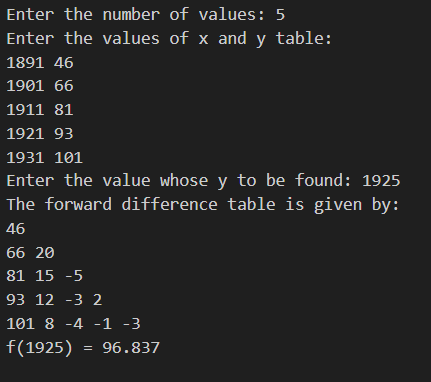 Enter the number of values: 5
Enter the values of x and y table:
1891 46
1901 66
1911 81
1921 93
1931 101
Enter the value whose y to be found: 1925
The forward difference table is given by:
46
66 20
81 15 -5
93 12 -3 2
101 8 -4 -1 -3
f(1925) = 96.837